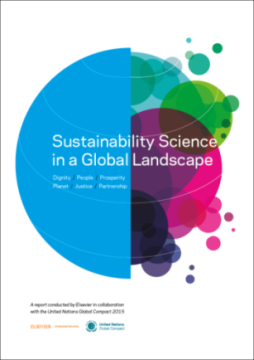 Sustainability Science
in a Global Landscape
Dignity / People / Prosperity
Planet / Justice / Partnership
A report conducted by Elsevier in collaboration
with the United Nations Global Compact 2015
ELSEVIER
United Nations
Global Compact